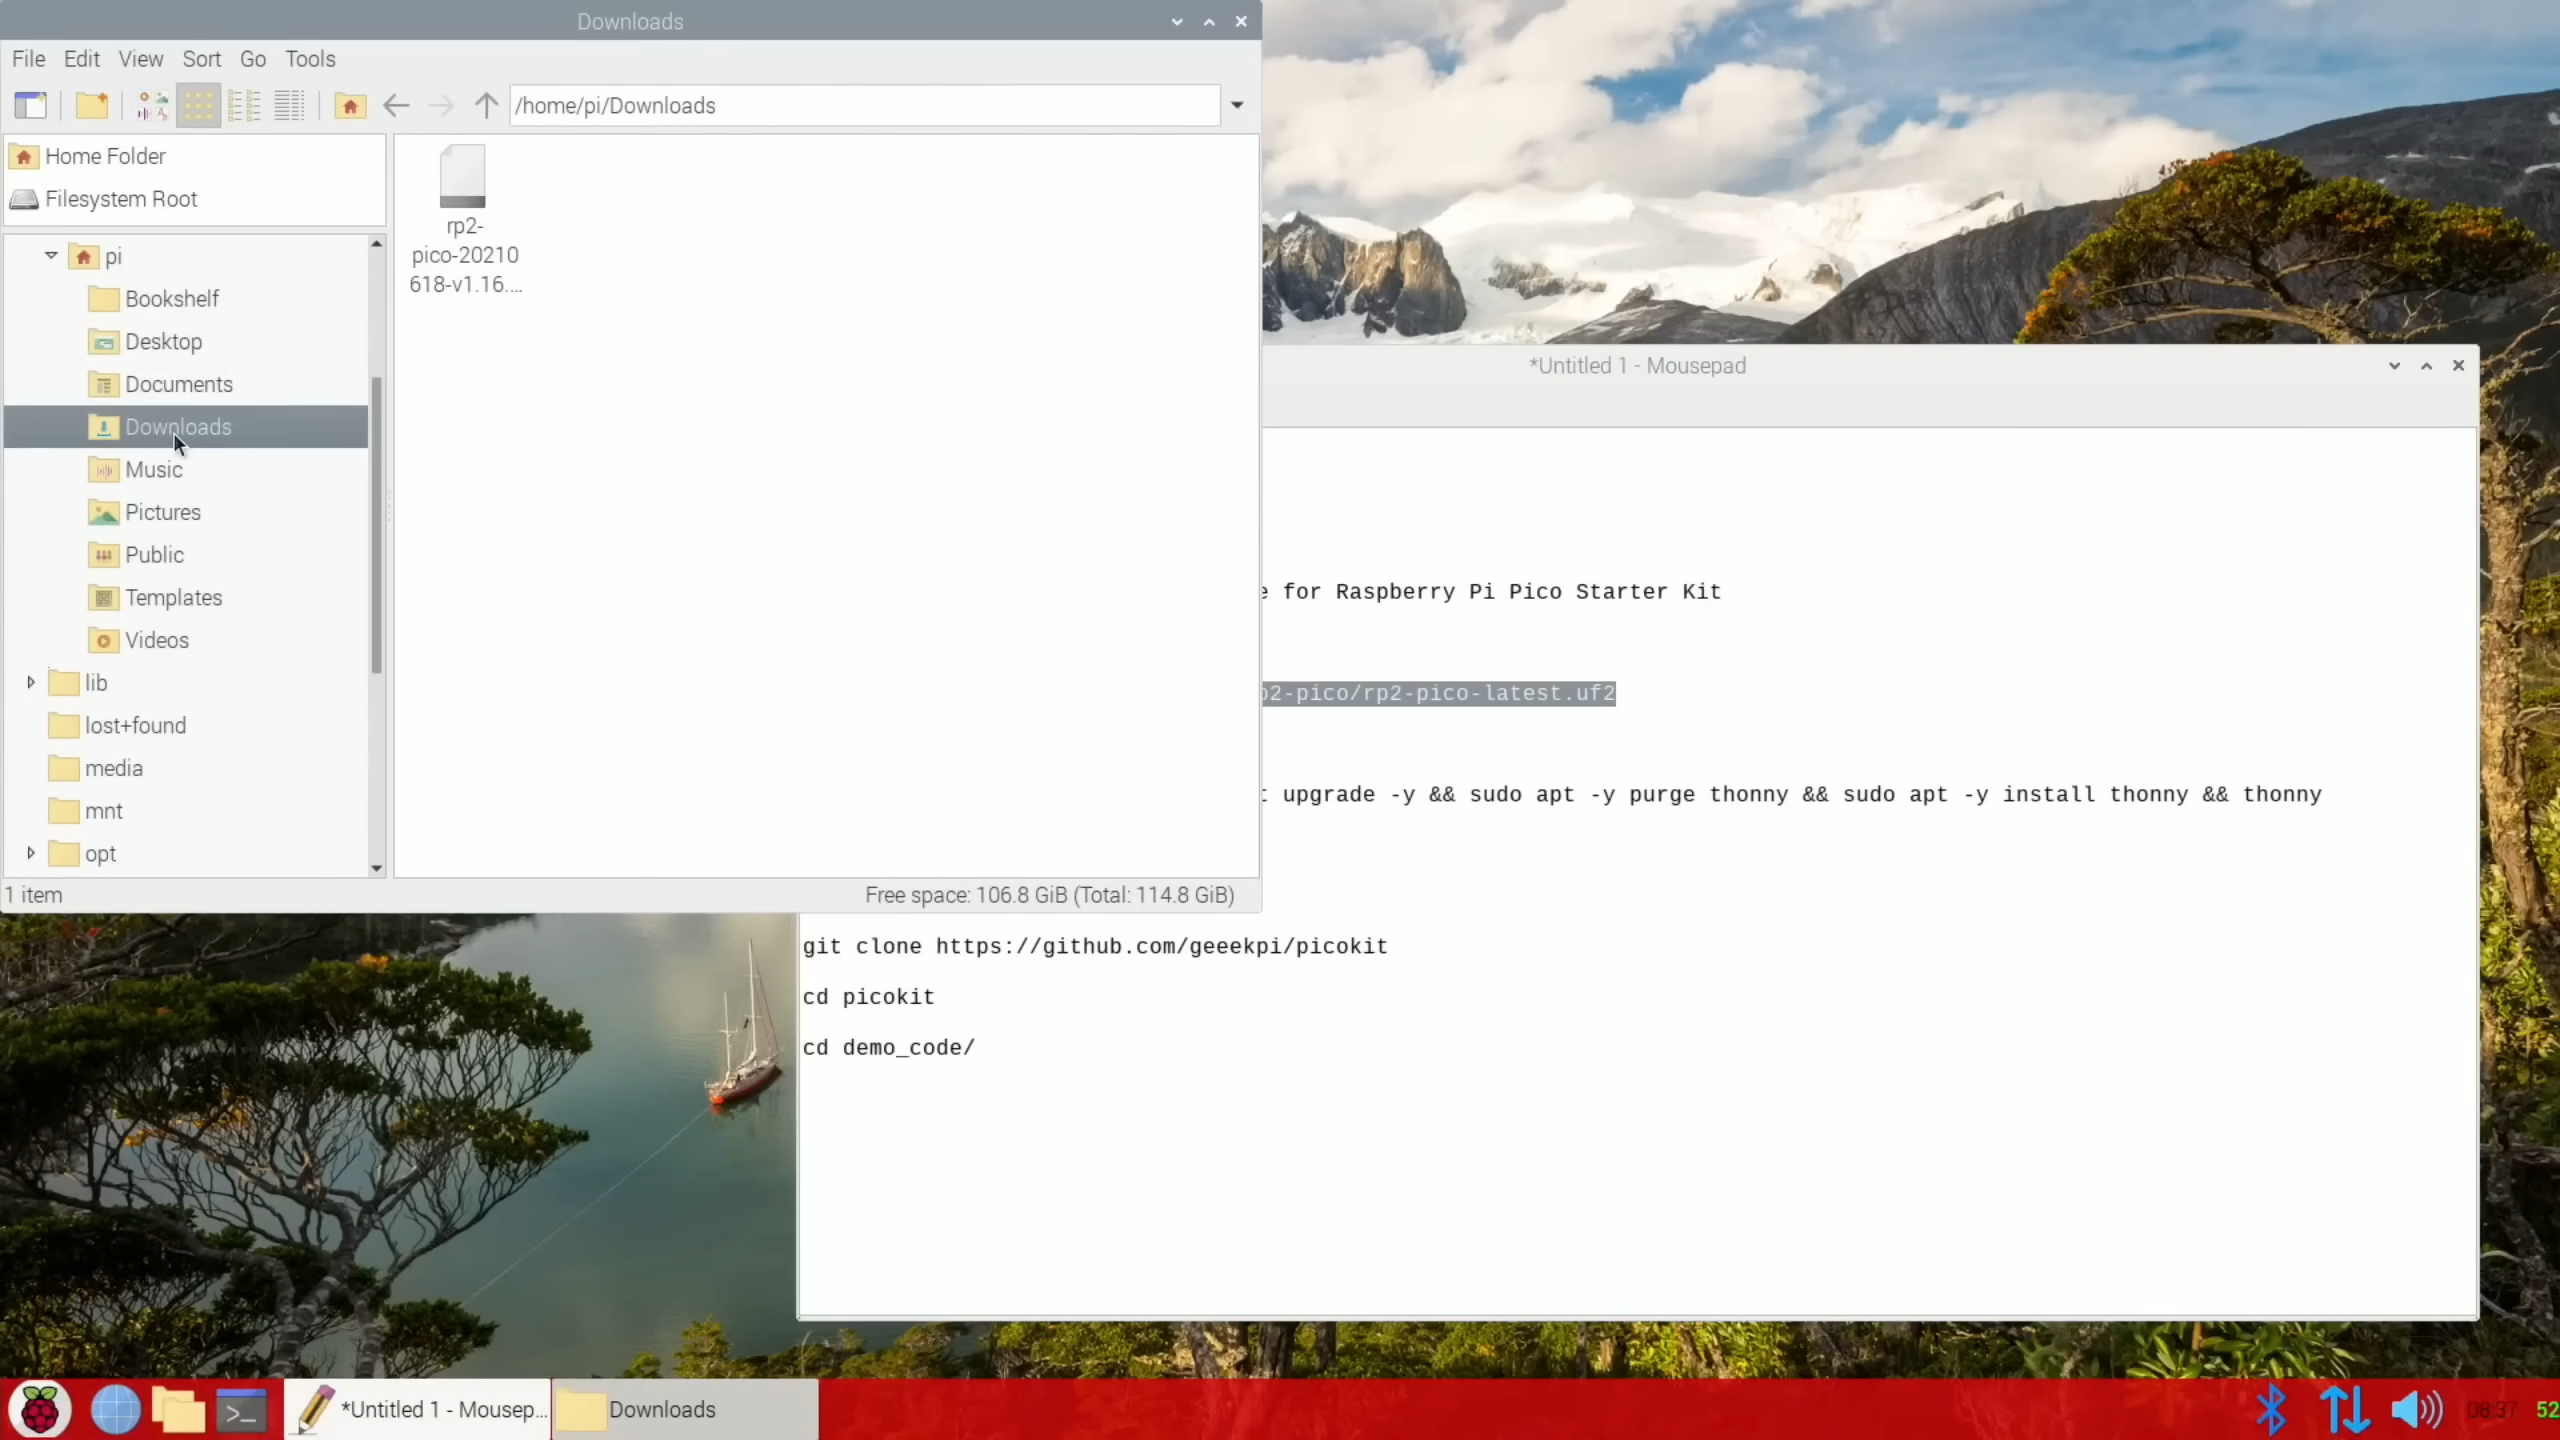 Downloads
File Edit View Sort Go Tools
/home/pi/Downloads
Home Folder
Filesystem Root
pi
Bookshelf
Desktop
Documents
Downloads
Music
Pictures
Public
Templates
Videos
lib
lost+found
media
mnt
opt
rp2-
pico-20210
618-v1.16....
1 item
Free space: 106.8 GiB (Total: 114.8 GiB)
*Untitled 1 - Mousepad
for Raspberry Pi Pico Starter Kit
2-pico/rp2-pico-latest.uf2
upgrade -y && sudo apt -y purge thonny && sudo apt -y install thonny && thonny
git clone https://github.com/geeekpi/picokit
cd picokit
cd demo_code/
*Untitled 1 - Mousep...
Downloads
08:37
52